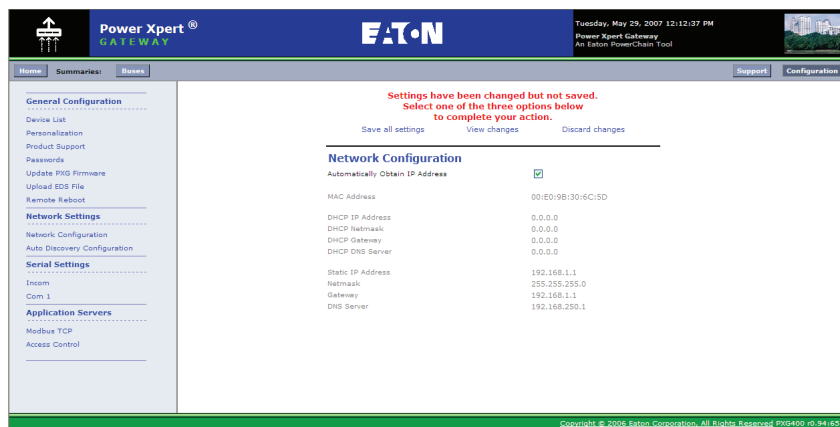 Power Xpert ®
GATEWAY
EATON
Tuesday, May 29, 2007 12:12:37 PM
Power Xpert Gateway
An Eaton PowerChain Tool
Home Summaries: Buses Support Configuration
General Configuration
Device List
Personalization
Product Support
Passwords
Update PXG Firmware
Upload EDS File
Remote Reboot
Network Settings
Network Configuration
Auto Discovery Configuration
Serial Settings
Incom
Com 1
Application Servers
Modbus TCP
Access Control
Settings have been changed but not saved.
Select one of the three options below
to complete your action.
Save all settings View changes Discard changes
Network Configuration
Automatically Obtain IP Address
MAC Address 00:E0:9B:30:6C:5D
DHCP IP Address 0.0.0.0
DHCP Netmask 0.0.0.0
DHCP Gateway 0.0.0.0
DHCP DNS Server 0.0.0.0
Static IP Address 192.168.1.1
Netmask 255.255.255.0
Gateway 192.168.1.1
DNS Server 192.168.250.1
Copyright © 2006 Eaton Corporation, All Rights Reserved PXG400 r0.94:65